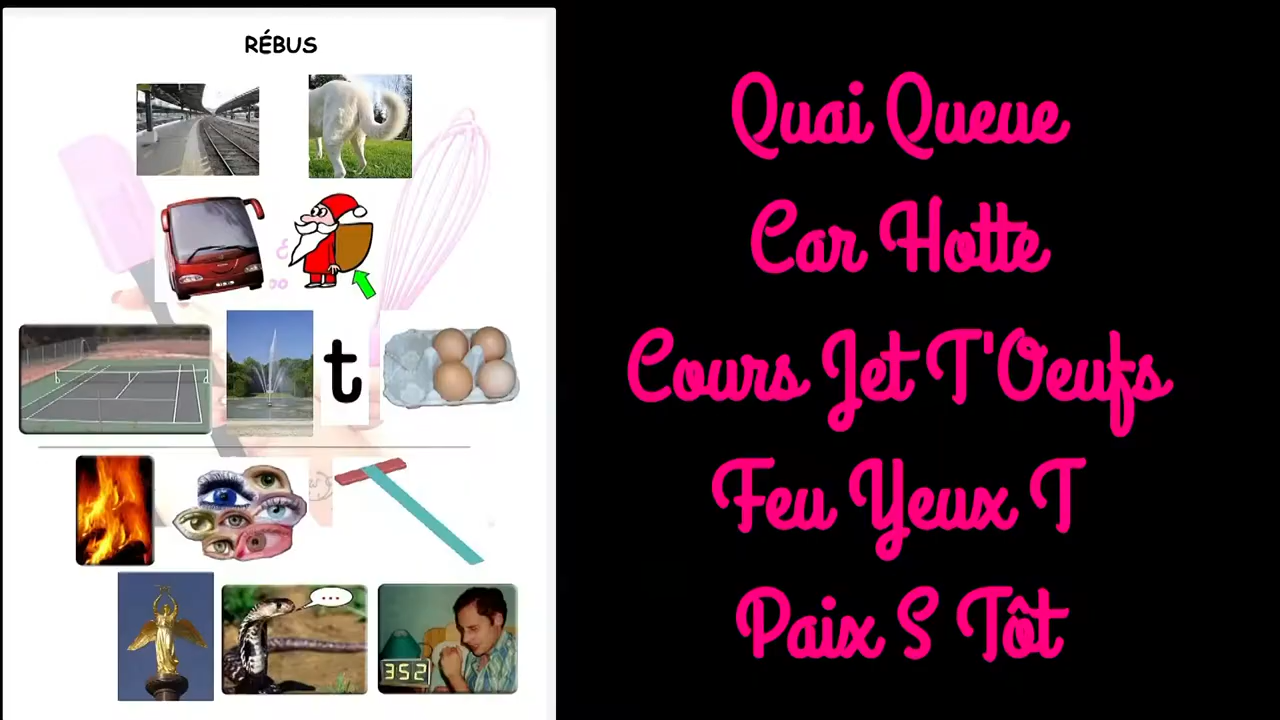 RÉBUS
t
...
352
Quai Queue
Car Hotte
Cours Jet T'Oeufs
Feu Yeux T
Paix S Tôt